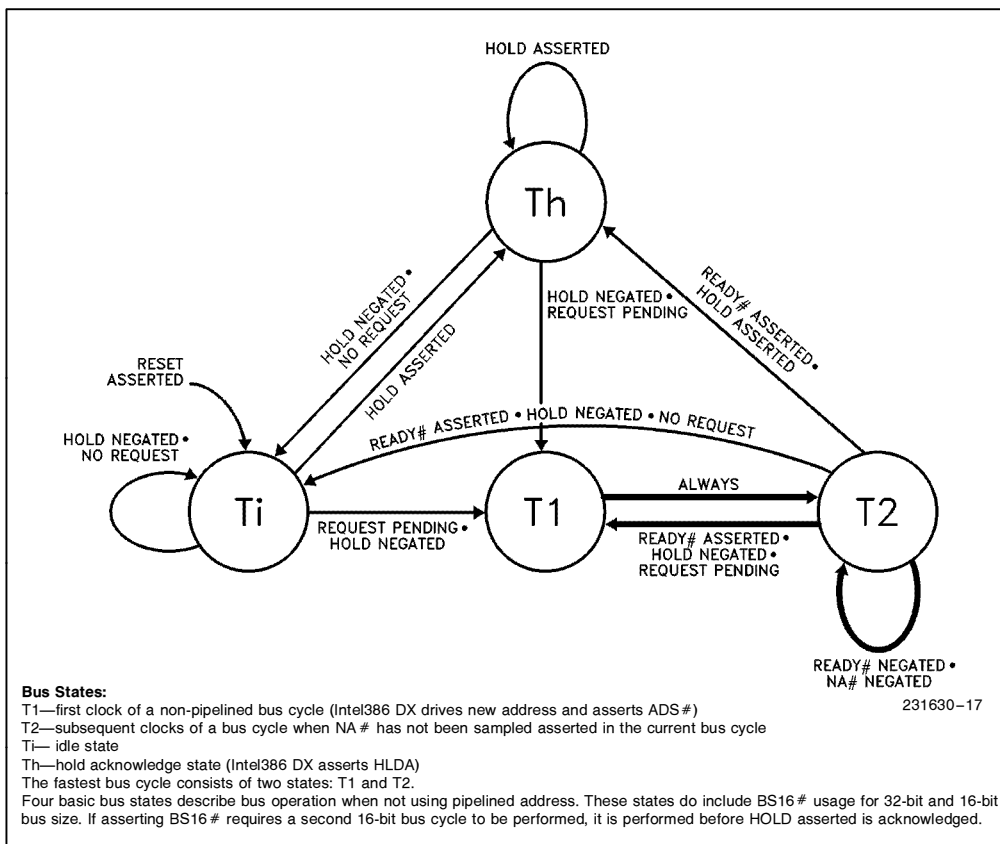 HOLD ASSERTED
Th
HOLD NEGATED•
NO REQUEST
HOLD ASSERTED
HOLD NEGATED•
REQUEST PENDING
READY# ASSERTED•
HOLD ASSERTED
RESET
ASSERTED
HOLD NEGATED•
NO REQUEST
READY# ASSERTED • HOLD NEGATED • NO REQUEST
Ti
REQUEST PENDING•
HOLD NEGATED
T1
ALWAYS
READY# ASSERTED•
HOLD NEGATED•
REQUEST PENDING
T2
READY# NEGATED•
NA# NEGATED
231630–17
Bus States:
T1—first clock of a non-pipelined bus cycle (Intel386 DX drives new address and asserts ADS#)
T2—subsequent clocks of a bus cycle when NA# has not been sampled asserted in the current bus cycle
Ti— idle state
Th—hold acknowledge state (Intel386 DX asserts HLDA)
The fastest bus cycle consists of two states: T1 and T2.
Four basic bus states describe bus operation when not using pipelined address. These states do include BS16# usage for 32-bit and 16-bit
bus size. If asserting BS16# requires a second 16-bit bus cycle to be performed, it is performed before HOLD asserted is acknowledged.